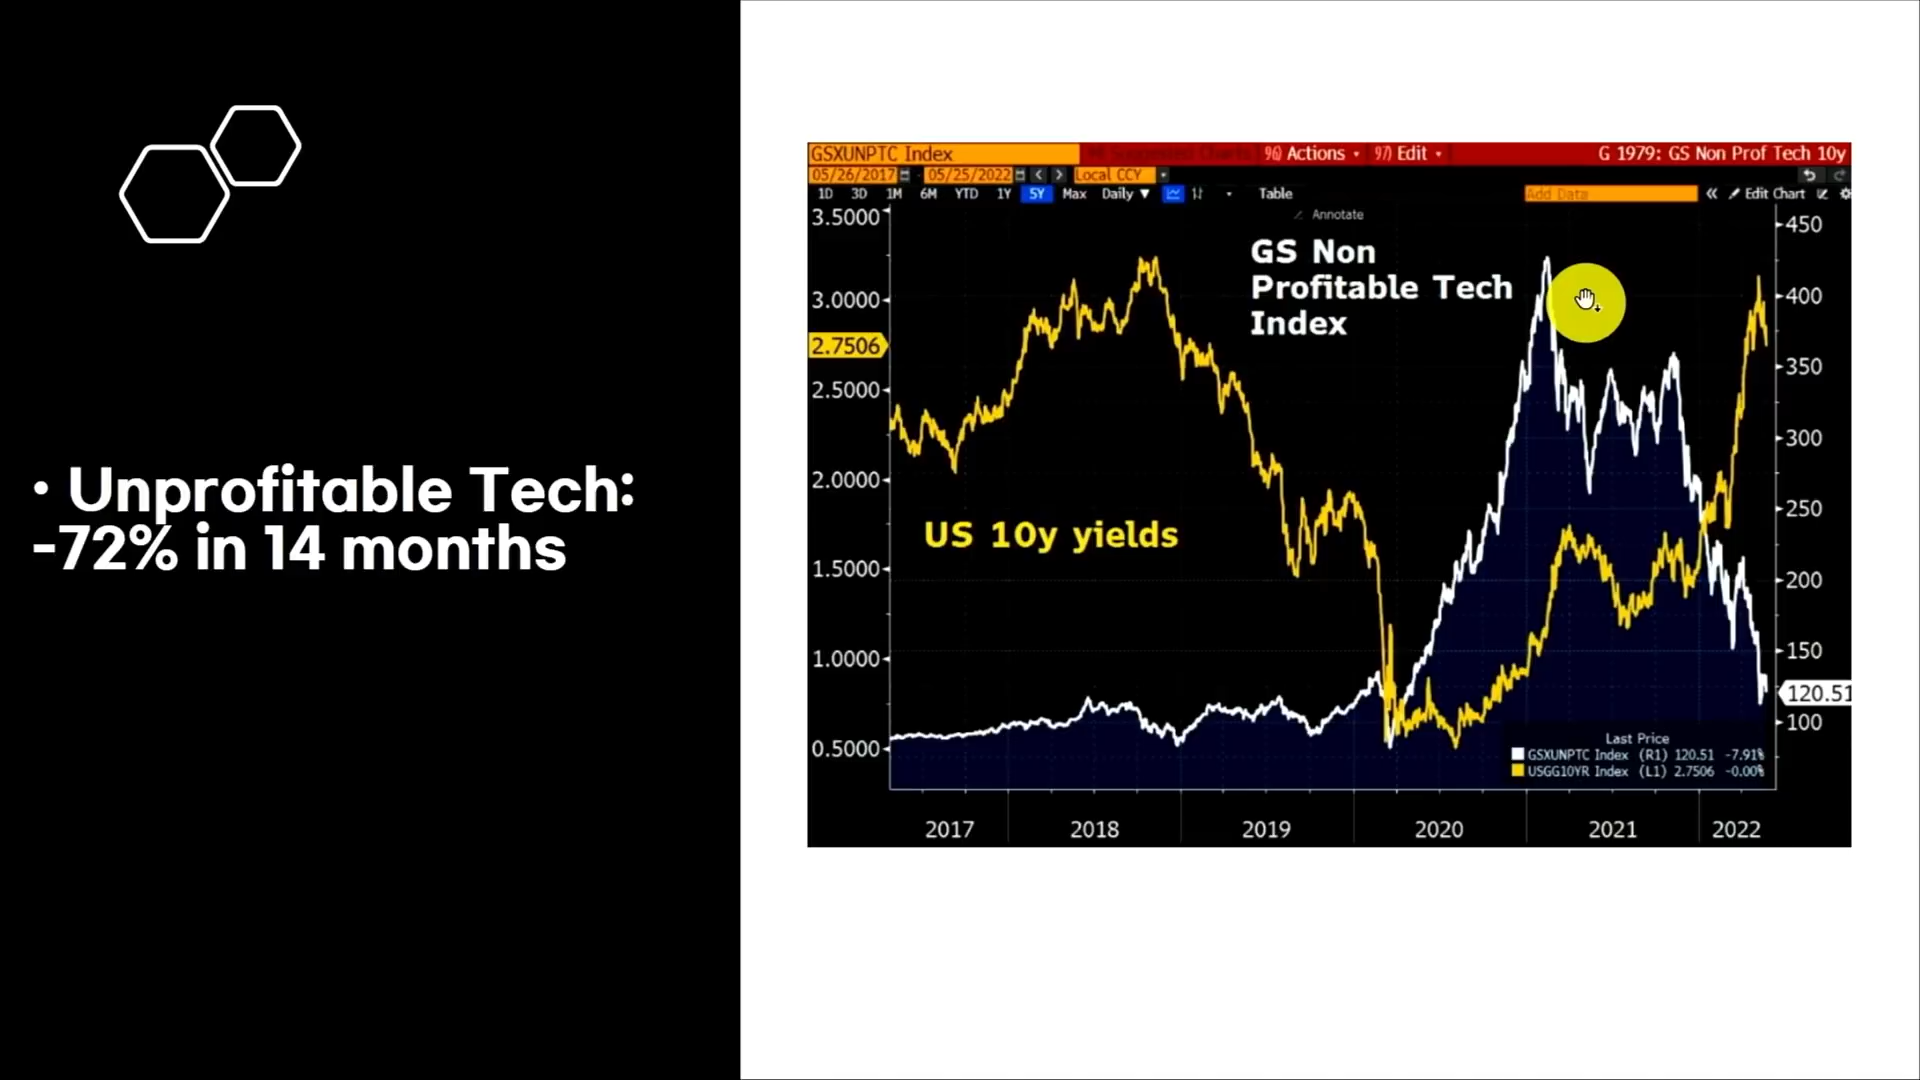 • Unprofitable Tech:
-72% in 14 months
GSXUNPTC Index
96) Actions
97) Edit
G 1979: GS Non Prof Tech 10y
05/26/2017 - 05/25/2022
Local CCY
1D 3D 1M 6M YTD 1Y 5Y Max Daily ▼
Table
Add Data
« Edit Chart
Annotate
GS Non
Profitable Tech
Index
US 10y yields
3.5000
3.0000
2.7506
2.5000
2.0000
1.5000
1.0000
0.5000
450
400
350
300
250
200
150
120.51
100
Last Price
GSXUNPTC Index (R1) 120.51 -7.91%
USGG10YR Index (L1) 2.7506 -0.00%
2017 2018 2019 2020 2021 2022